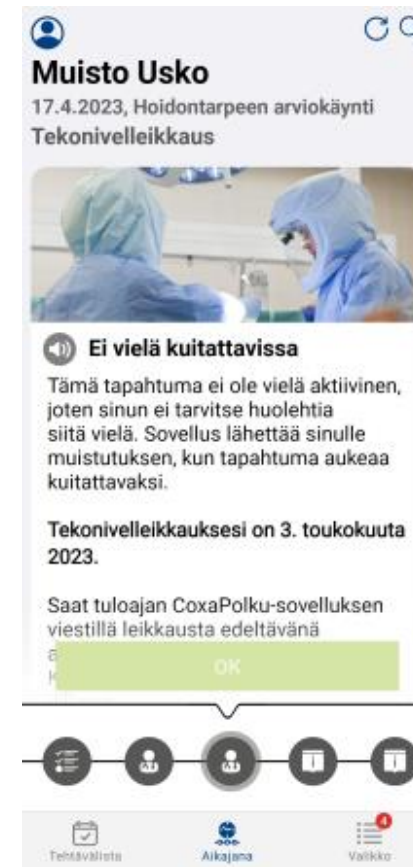 Muisto Usko
17.4.2023, Hoidontarpeen arviokäynti
Tekonivelleikkaus
Ei vielä kuitattavissa
Tämä tapahtuma ei ole vielä aktiivinen,
joten sinun ei tarvitse huolehtia
siitä vielä. Sovellus lähettää sinulle
muistutuksen, kun tapahtuma aukeaa
kuitattavaksi.
Tekonivelleikkauksesi on 3. toukokuuta
2023.
Saat tuloajan CoxaPolku-sovelluksen
viestillä leikkausta edeltävänä
OK
4
Tehtävälista
Aikajana
Valikko